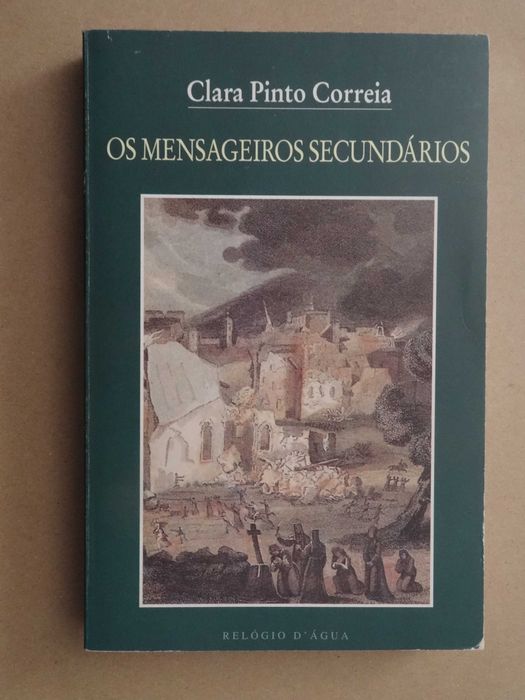 Clara Pinto Correia
OS MENSAGEIROS SECUNDÁRIOS
RELÓGIO D'ÁGUA